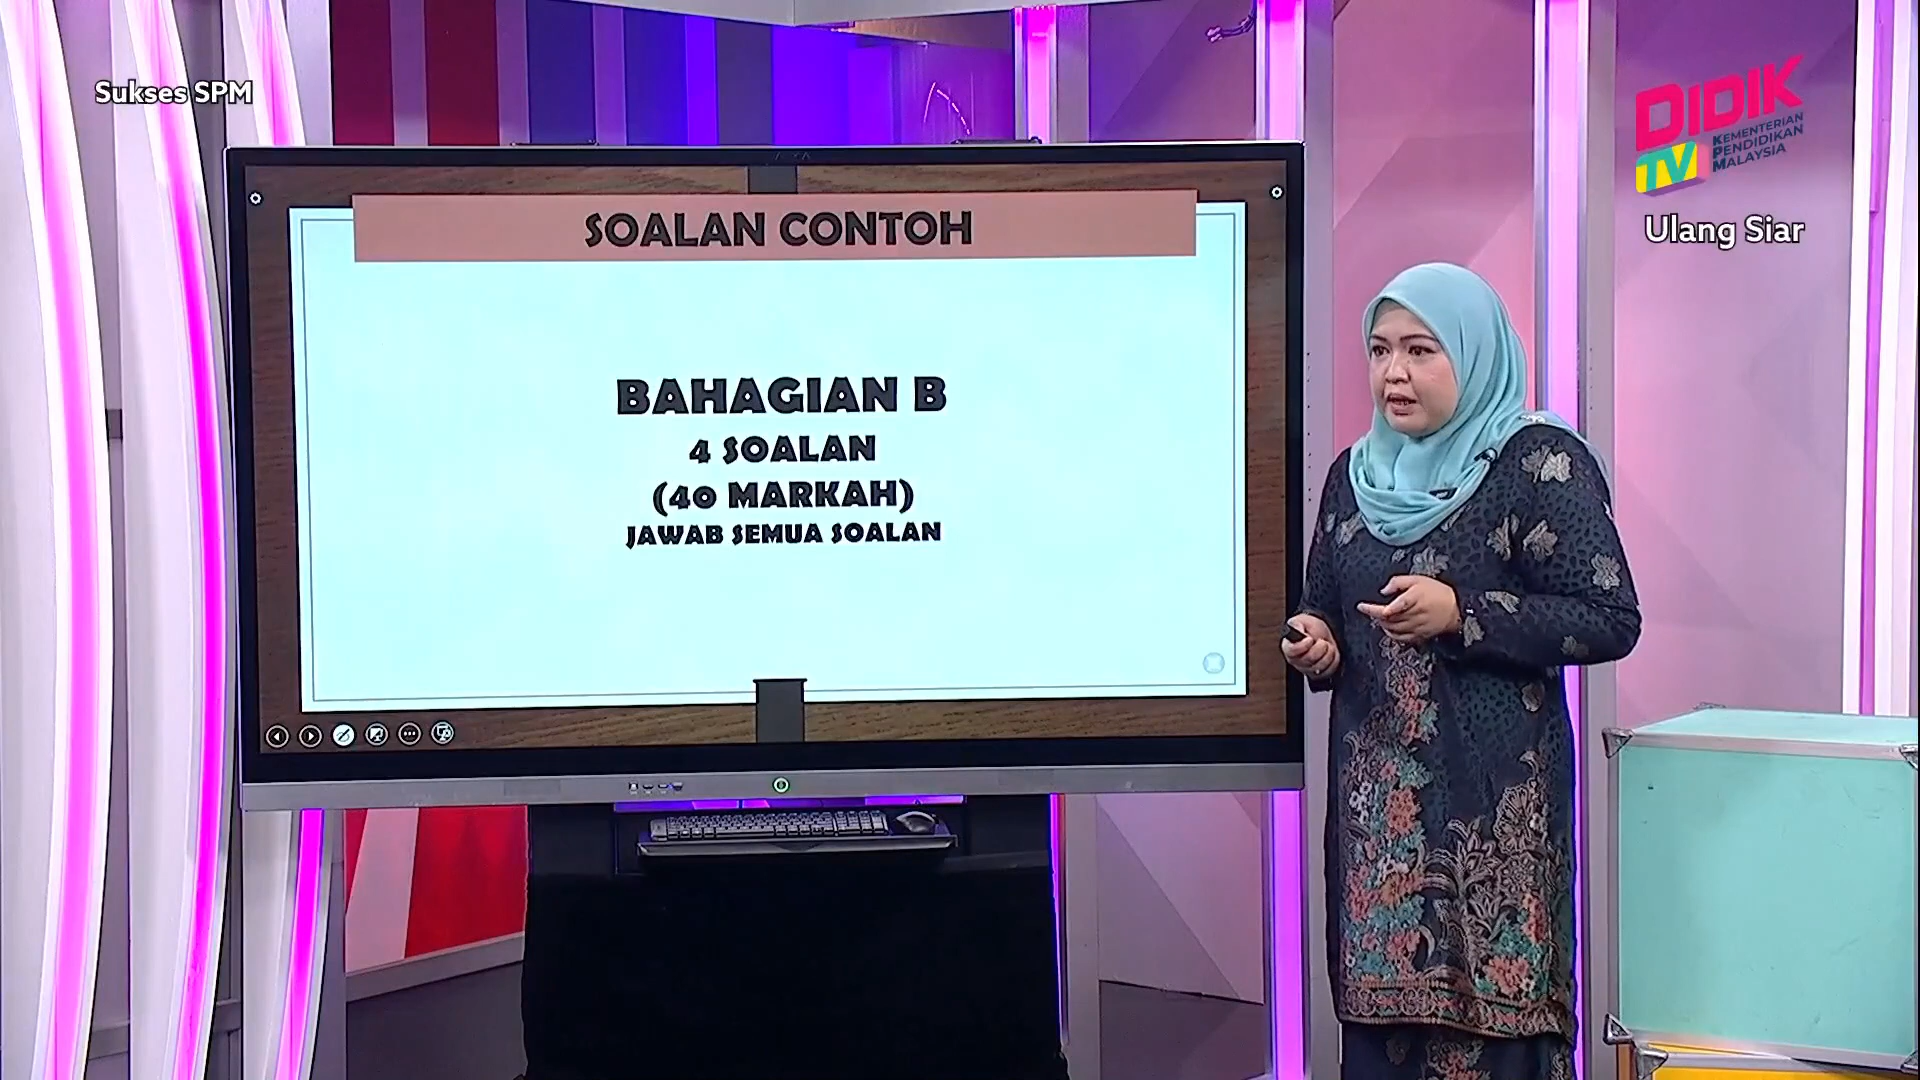 Sukses SPM
DIDIK
TV
KEMENTERIAN
PENDIDIKAN
MALAYSIA
Ulang Siar
SOALAN CONTOH
BAHAGIAN B
4 SOALAN
(40 MARKAH)
JAWAB SEMUA SOALAN